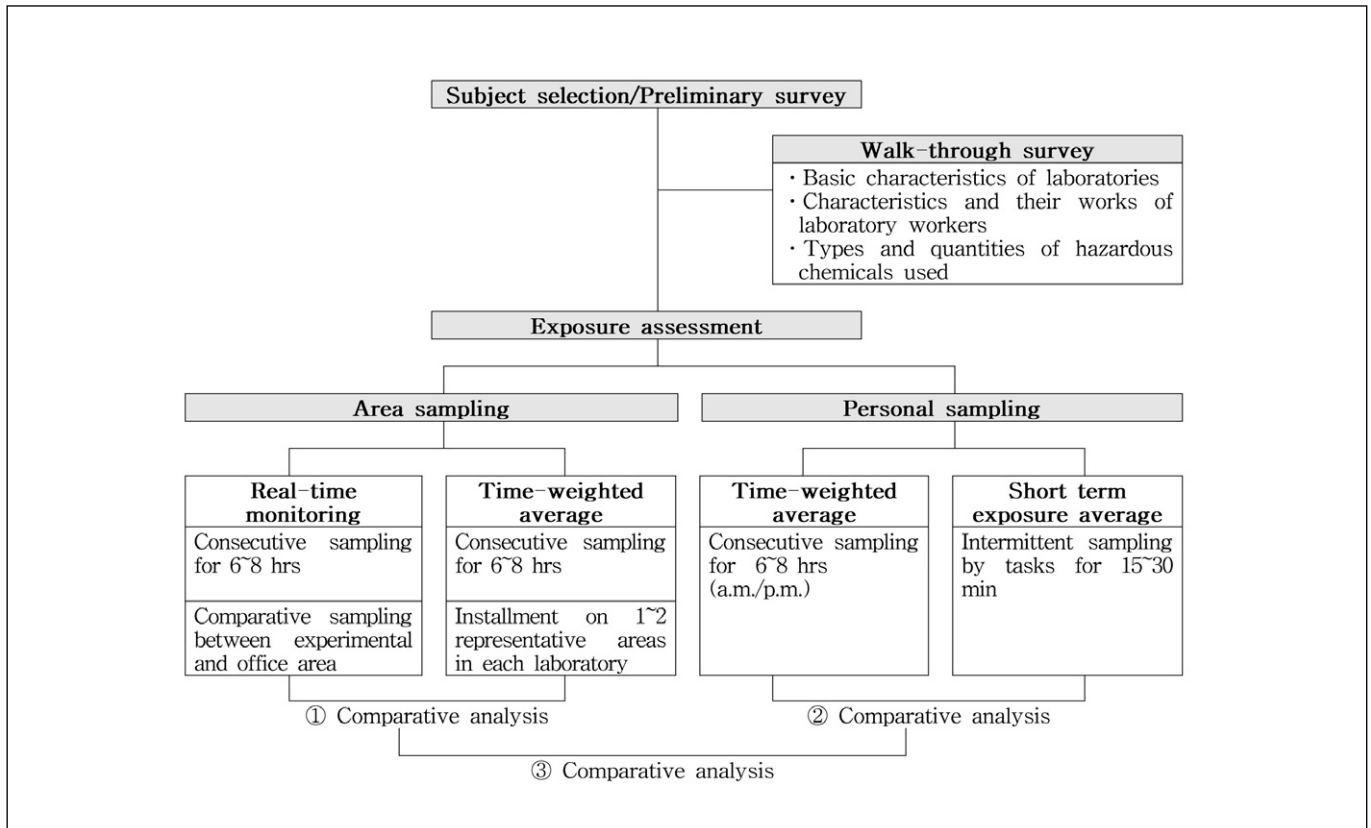 Subject selection/Preliminary survey
Walk-through survey
· Basic characteristics of laboratories
· Characteristics and their works of
laboratory workers
· Types and quantities of hazardous
chemicals used
Exposure assessment
Area sampling
Personal sampling
Real-time
monitoring
Consecutive sampling
for 6~8 hrs
Comparative sampling
between experimental
and office area
Time-weighted
average
Consecutive sampling
for 6~8 hrs
Installment on 1~2
representative areas
in each laboratory
Time-weighted
average
Consecutive sampling
for 6~8 hrs
(a.m./p.m.)
Short term
exposure average
Intermittent sampling
by tasks for 15~30
min
① Comparative analysis
② Comparative analysis
③ Comparative analysis